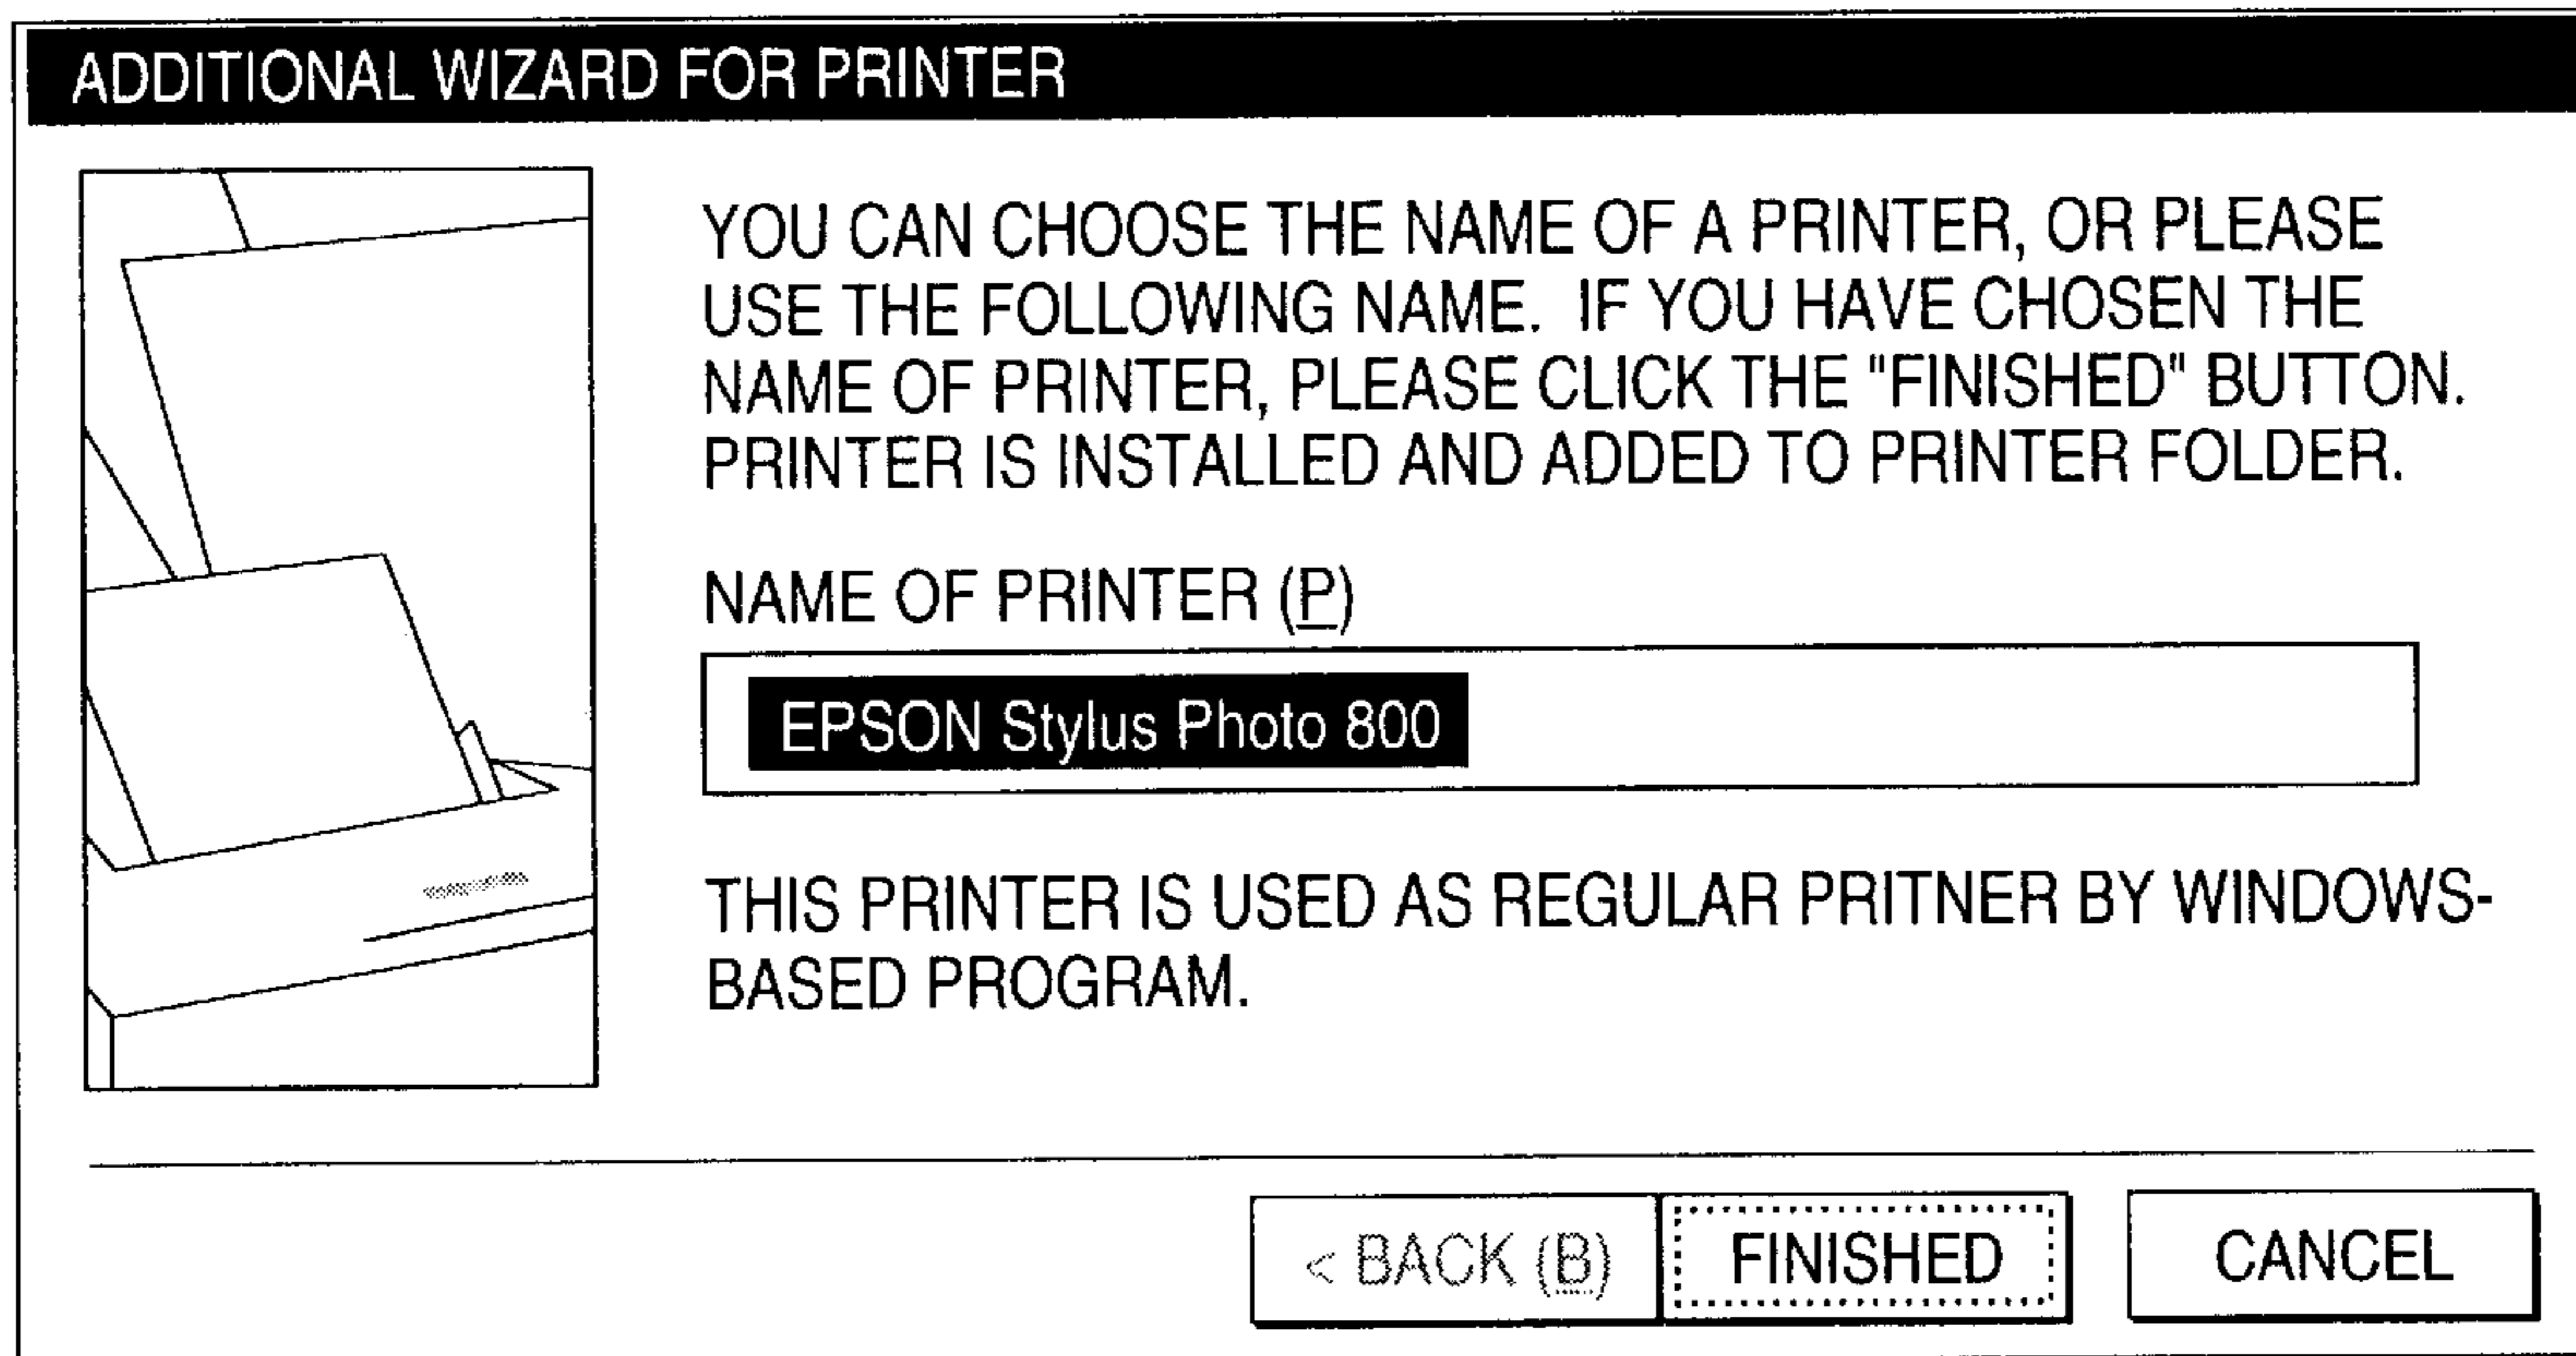 ADDITIONAL WIZARD FOR PRINTER
YOU CAN CHOOSE THE NAME OF A PRINTER, OR PLEASE
USE THE FOLLOWING NAME. IF YOU HAVE CHOSEN THE
NAME OF PRINTER, PLEASE CLICK THE "FINISHED" BUTTON.
PRINTER IS INSTALLED AND ADDED TO PRINTER FOLDER.
NAME OF PRINTER (P)
EPSON Stylus Photo 800
THIS PRINTER IS USED AS REGULAR PRITNER BY WINDOWS-
BASED PROGRAM.
< BACK (B) FINISHED CANCEL